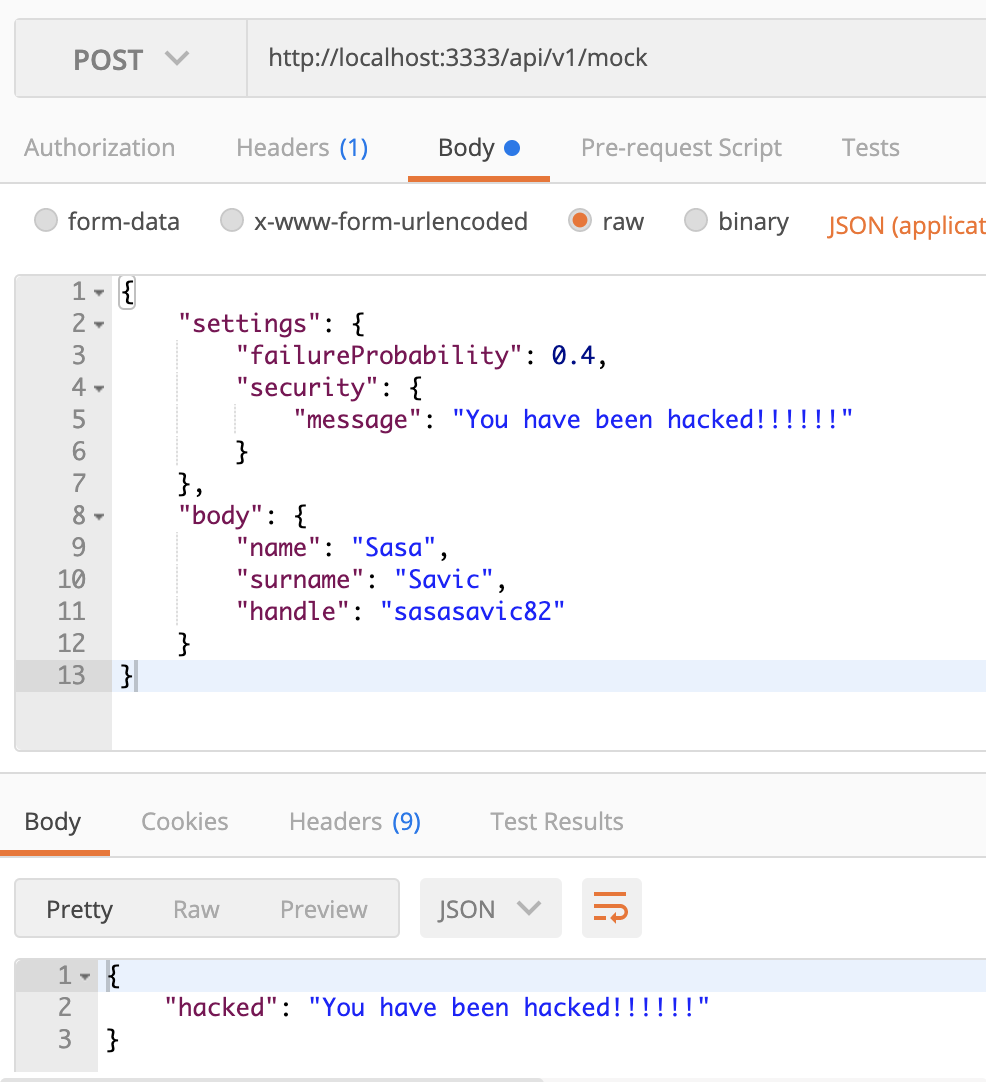 POST http://localhost:3333/api/v1/mock
Authorization Headers (1) Body Pre-request Script Tests
form-data x-www-form-urlencoded raw binary JSON (applicat
1 {
2 "settings": {
3 "failureProbability": 0.4,
4 "security": {
5 "message": "You have been hacked!!!!!!"
6 }
7 },
8 "body": {
9 "name": "Sasa",
10 "surname": "Savic",
11 "handle": "sasasavic82"
12 }
13 }
Body Cookies Headers (9) Test Results
Pretty Raw Preview JSON
1 {
2 "hacked": "You have been hacked!!!!!!"
3 }